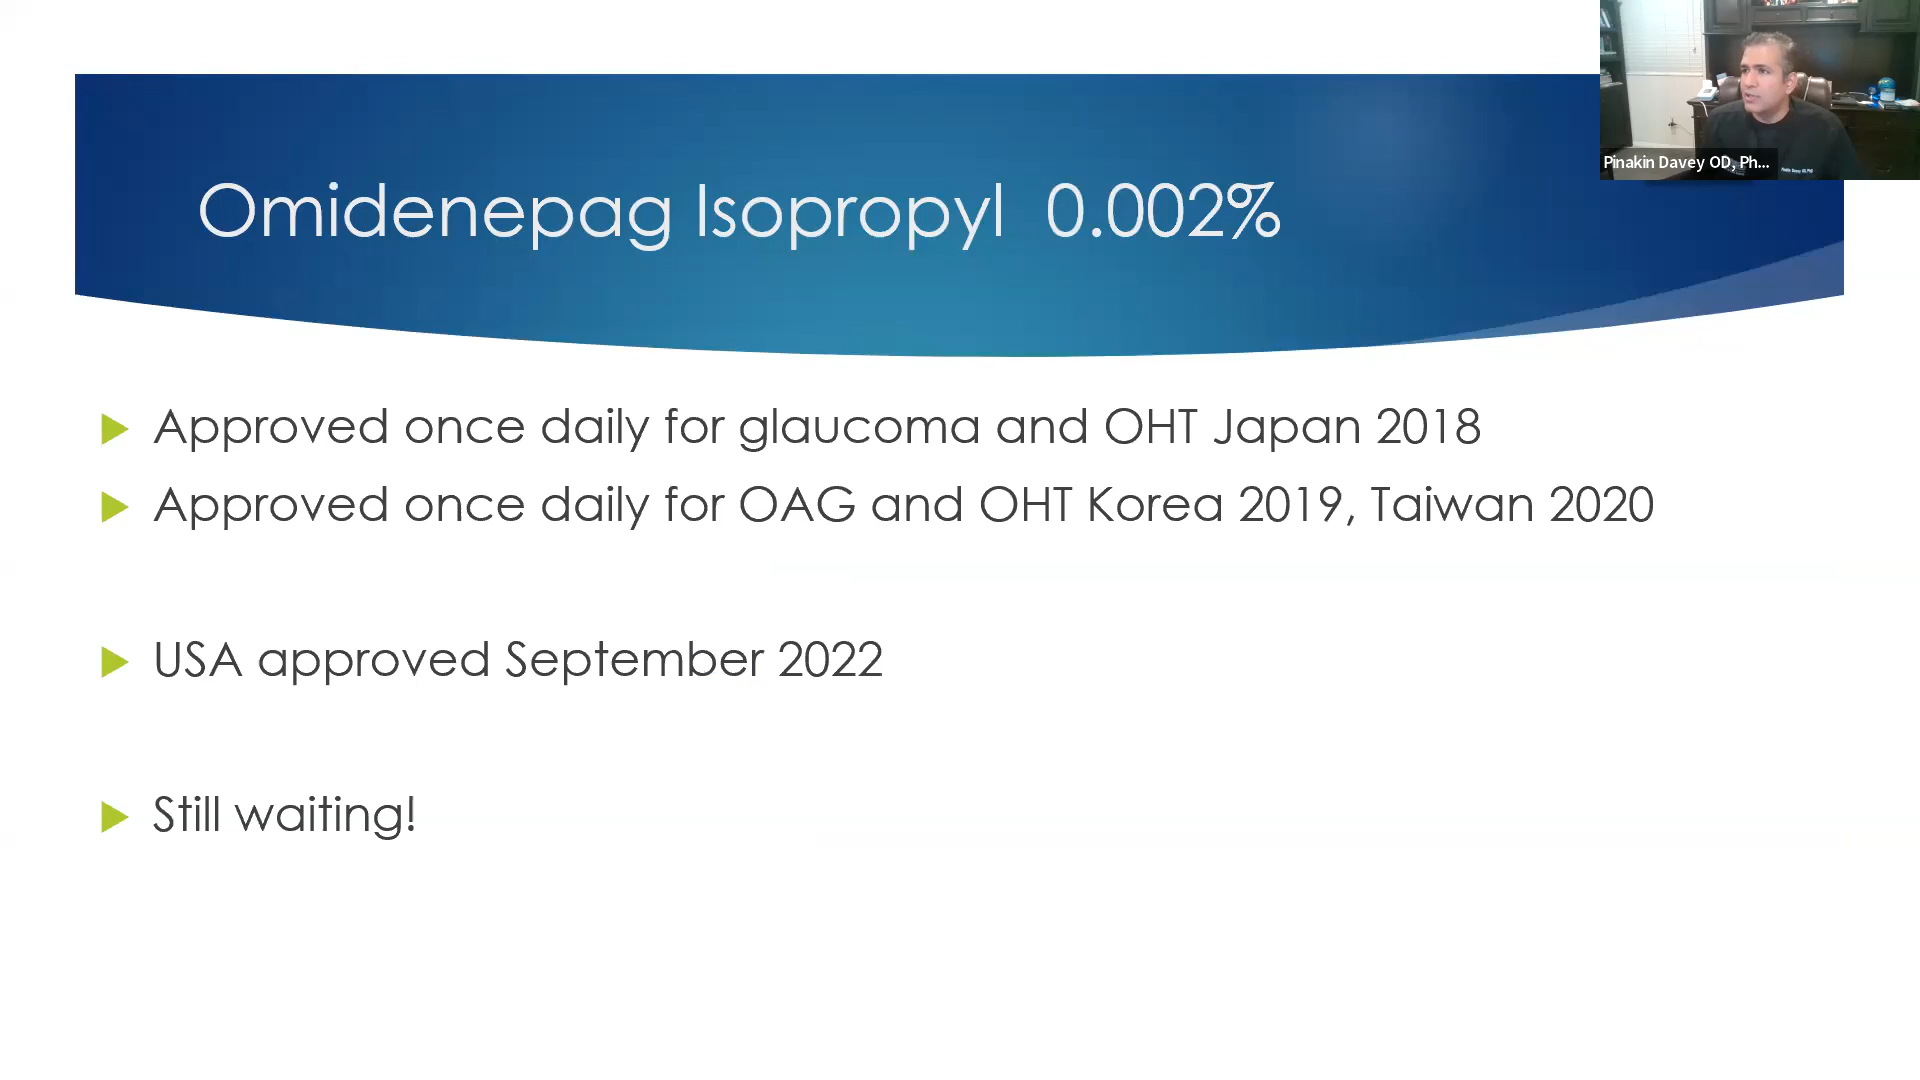 Omidenepag Isopropyl 0.002%
Pinakin Davey OD, Ph...
Approved once daily for glaucoma and OHT Japan 2018
Approved once daily for OAG and OHT Korea 2019, Taiwan 2020
USA approved September 2022
Still waiting!